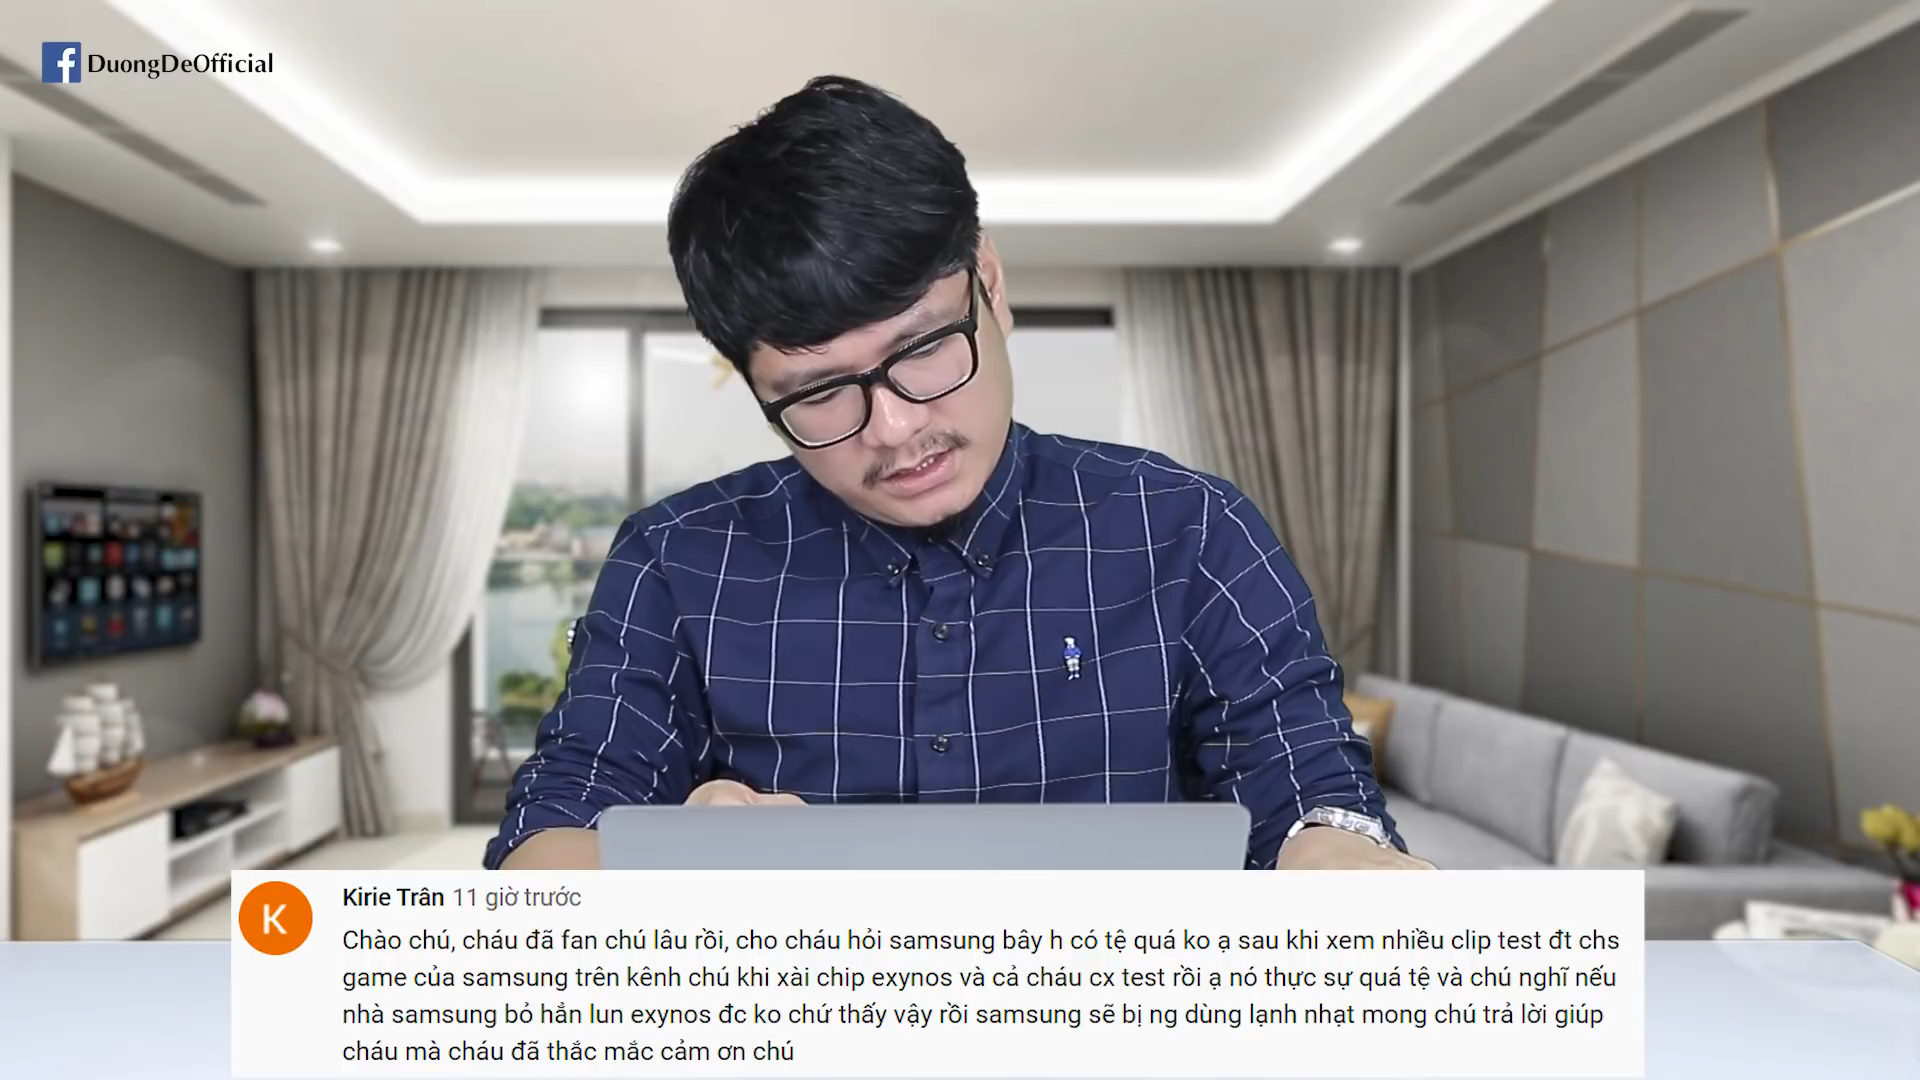 DuongDeOfficial
K
Kirie Trân 11 giờ trước
Chào chú, cháu đã fan chú lâu rồi, cho cháu hỏi samsung bây h có tệ quá ko ạ sau khi xem nhiều clip test đt chs
game của samsung trên kênh chú khi xài chip exynos và cả cháu cx test rồi ạ nó thực sự quá tệ và chú nghĩ nếu
nhà samsung bỏ hẳn lun exynos đc ko chứ thấy vậy rồi samsung sẽ bị ng dùng lạnh nhạt mong chú trả lời giúp
cháu mà cháu đã thắc mắc cảm ơn chú